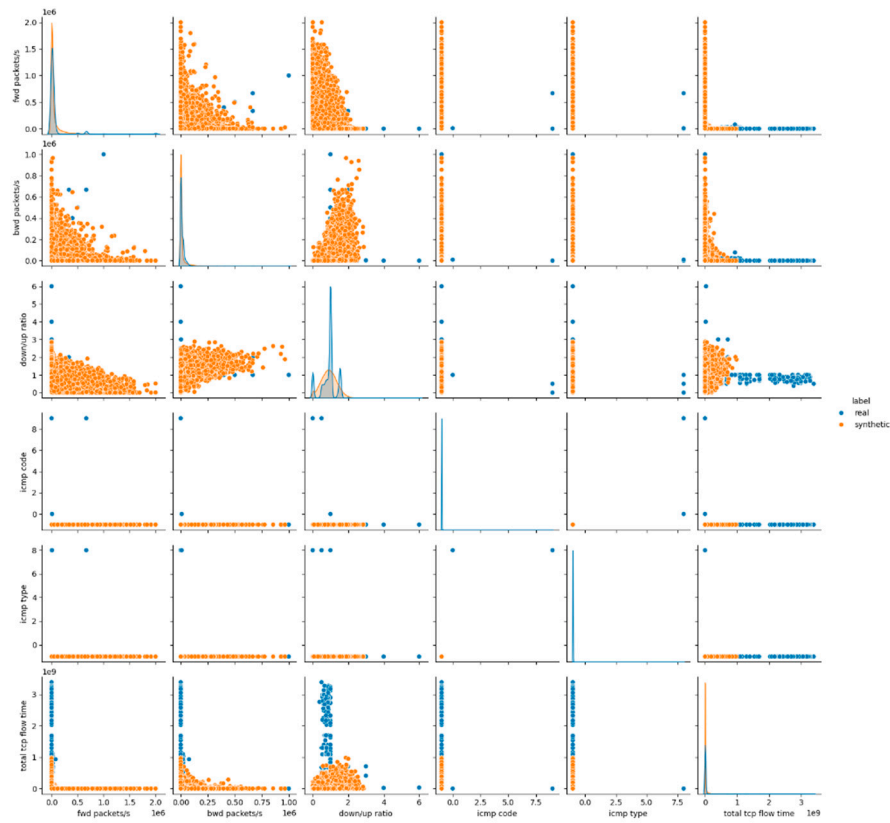 1e6
2.0
1.5
1.0
0.5
0.0
fwd packets/s
1e6
1.0
0.8
0.6
0.4
0.2
0.0
bwd packets/s
6
5
4
3
2
1
0
down/up ratio
label
real
synthetic
8
6
4
2
0
icmp code
8
6
4
2
0
icmp type
1e9
3
2
1
0
total tcp flow time
0.0 0.5 1.0 1.5 2.0 0.00 0.25 0.50 0.75 1.00 0 2 4 6 0.0 2.5 5.0 7.5 0.0 2.5 5.0 7.5 0 1 2 3
fwd packets/s 1e6 bwd packets/s 1e6 down/up ratio icmp code icmp type total tcp flow time 1e9